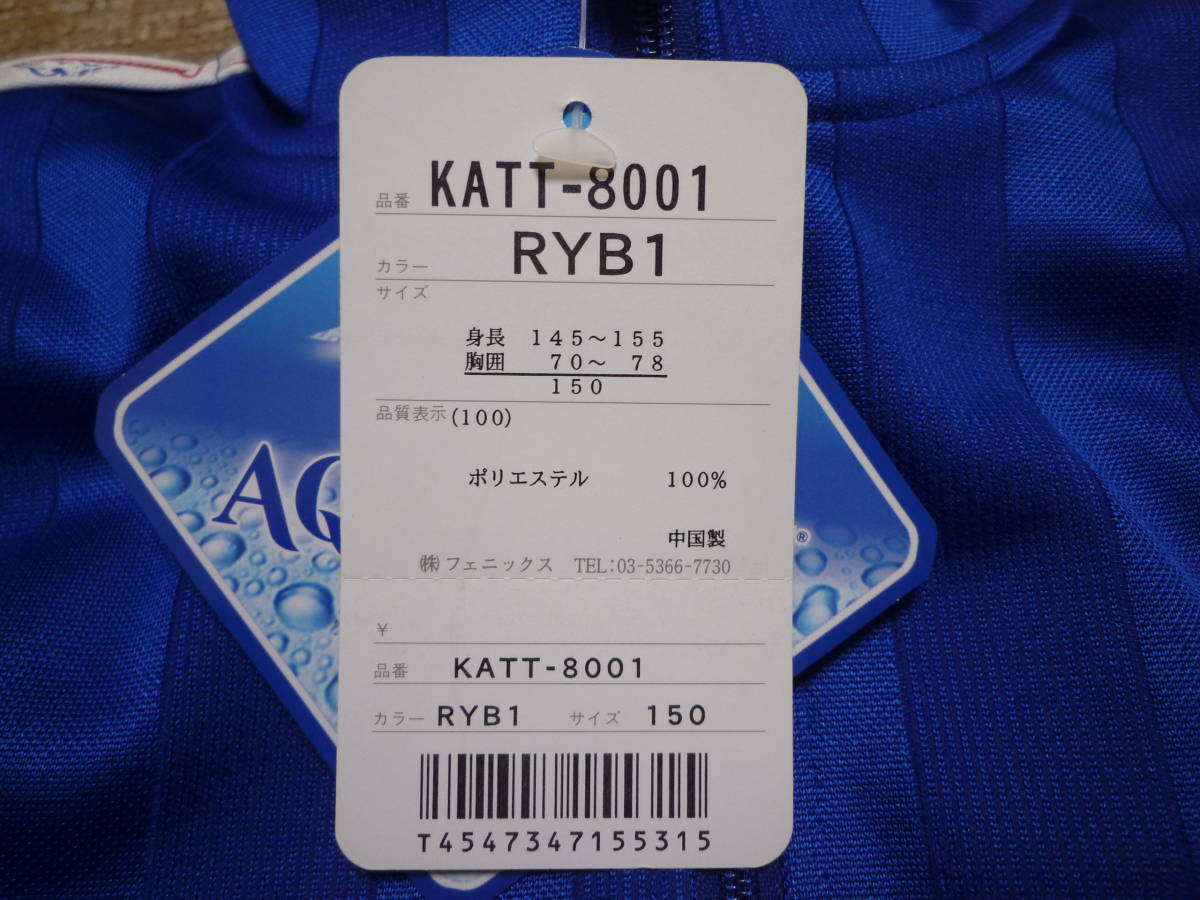 品番 KATT-8001
カラー RYB1
サイズ
身長 145~155
胸囲 70~ 78
150
品質表示 (100)
AG
ポリエステル 100%
®
中国製
㈱フェニックス TEL:03-5366-7730
¥
品番 KATT-8001
カラー RYB1 サイズ 150
T4547347155315